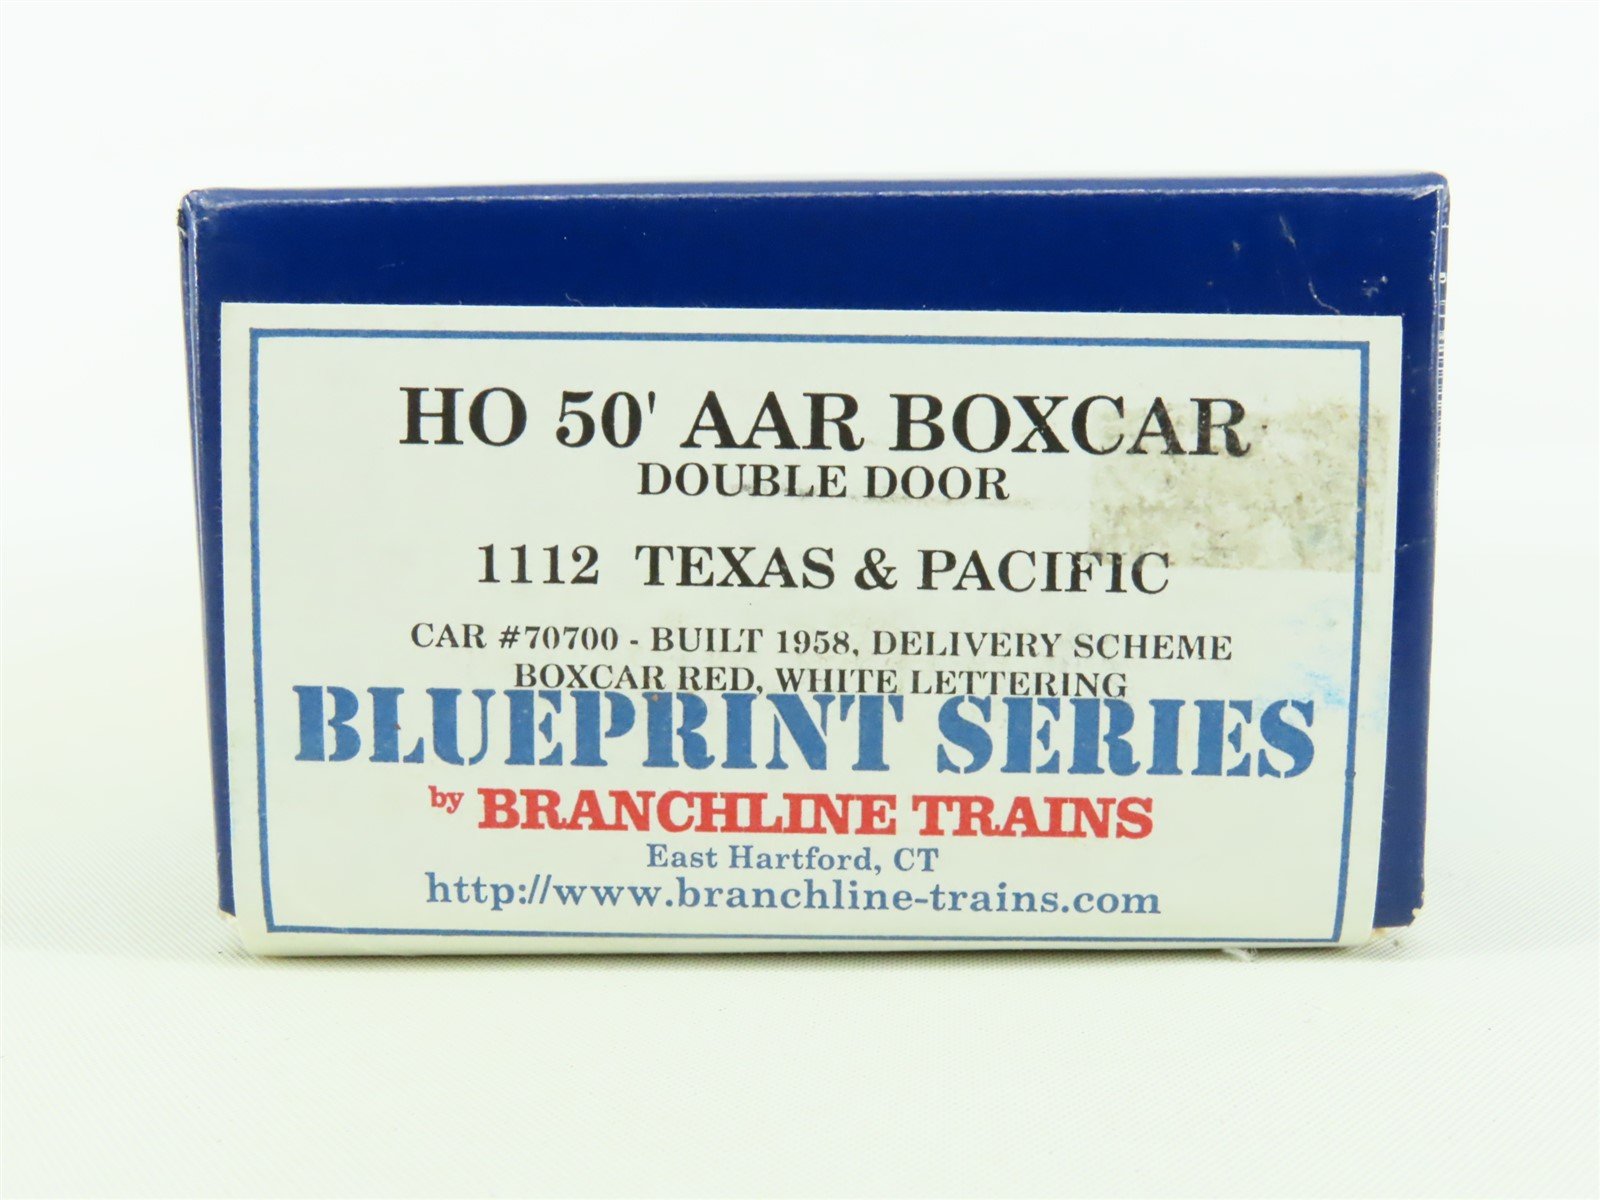 HO 50' AAR BOXCAR
DOUBLE DOOR
1112 TEXAS & PACIFIC
CAR #70700 - BUILT 1958, DELIVERY SCHEME
BOXCAR RED, WHITE LETTERING
BLUEPRINT SERIES
by BRANCHLINE TRAINS
East Hartford, CT
http://www.branchline-trains.com